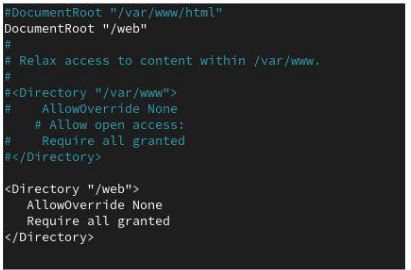 #DocumentRoot "/var/www/html"
DocumentRoot "/web"
#
# Relax access to content within /var/www.
#
#<Directory "/var/www">
#    AllowOverride None
    # Allow open access:
#    Require all granted
#</Directory>

<Directory "/web">
   AllowOverride None
   Require all granted
</Directory>